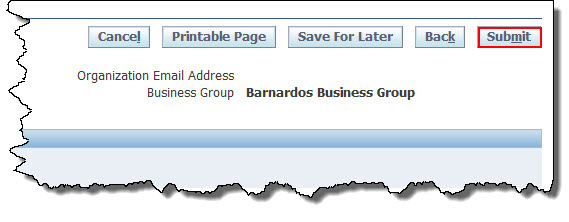 Cancel Printable Page Save For Later Back Submit
Organization Email Address
Business Group Barnardos Business Group